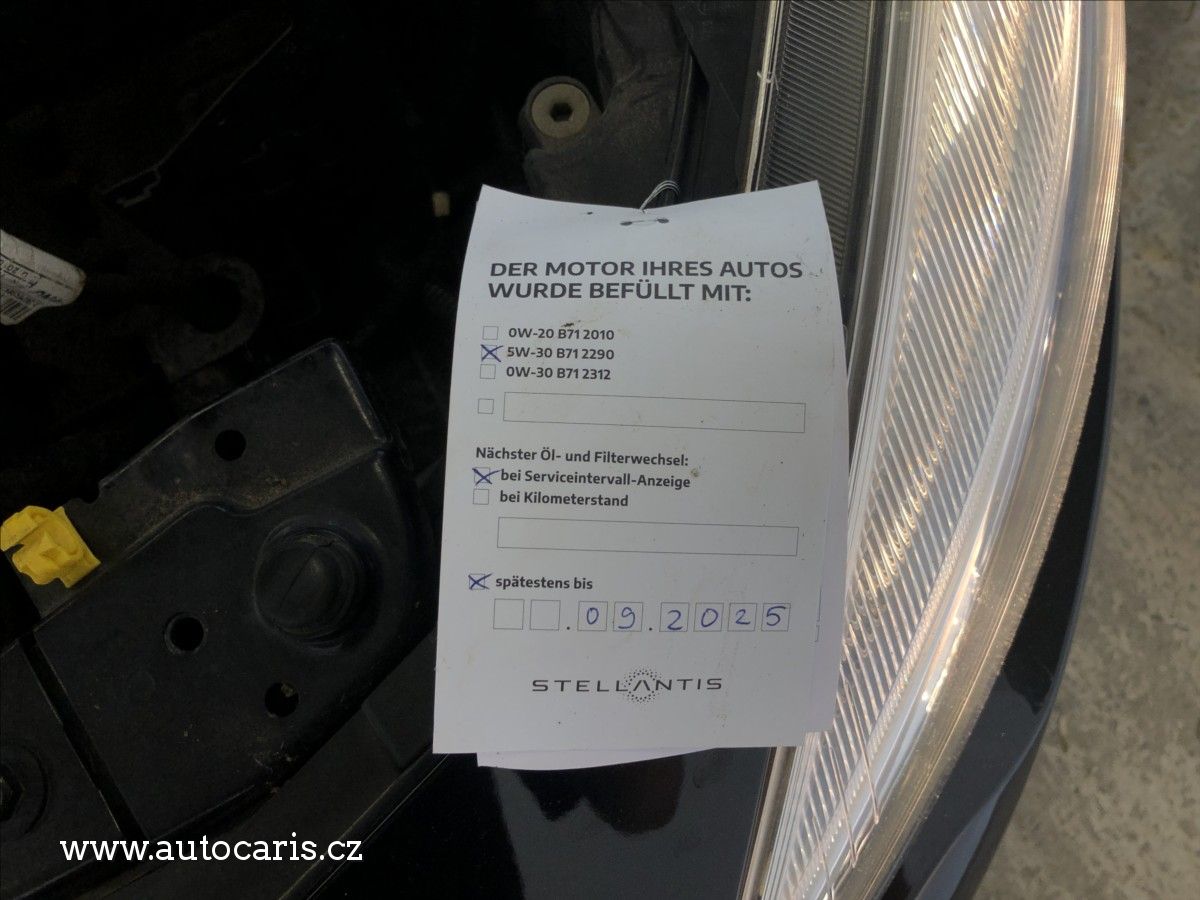 DER MOTOR IHRES AUTOS
WURDE BEFÜLLT MIT:
0W-20 B71 2010
5W-30 B71 2290
0W-30 B71 2312
Nächster Öl- und Filterwechsel:
bei Serviceintervall-Anzeige
bei Kilometerstand
spätestens bis
.09.2025
STELLANTIS
www.autocaris.cz